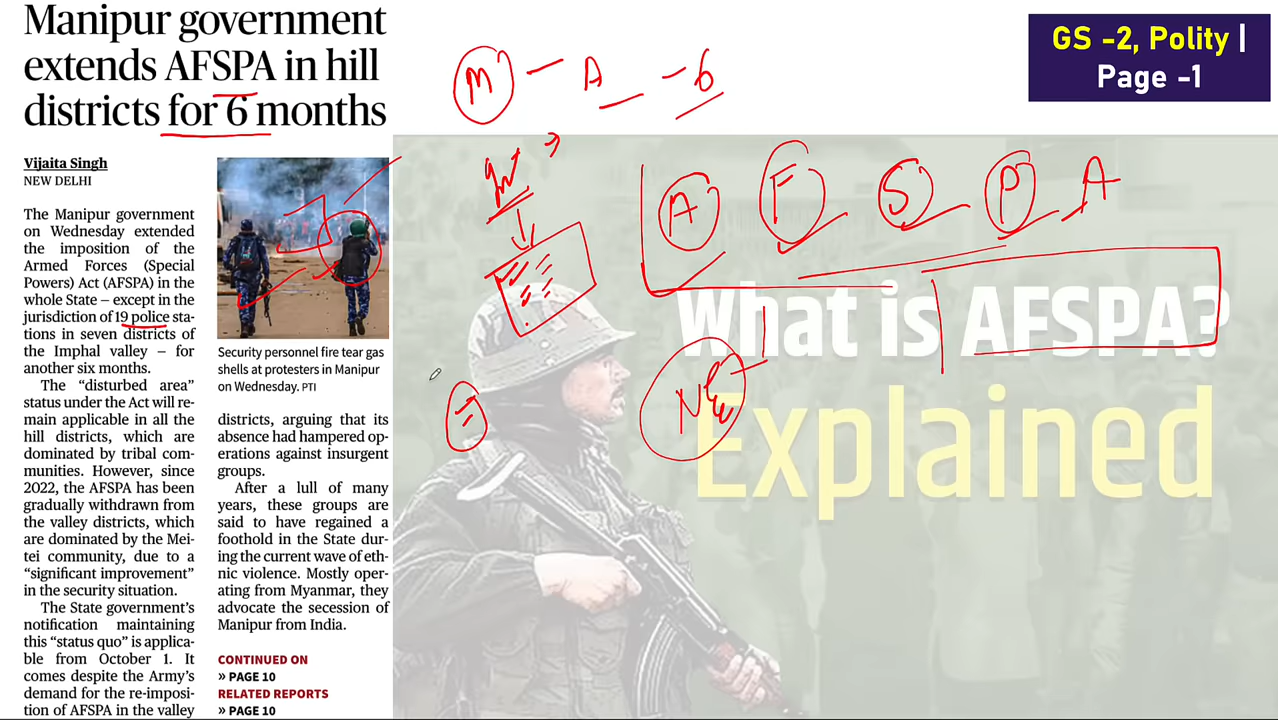 Manipur government
extends AFSPA in hill
districts for 6 months
Vijaita Singh
NEW DELHI
The Manipur government
on Wednesday extended
the imposition of the
Armed Forces (Special
Powers) Act (AFSPA) in the
whole State – except in the
jurisdiction of 19 police sta-
tions in seven districts of
the Imphal valley – for
another six months.
The “disturbed area”
status under the Act will re-
main applicable in all the
hill districts, which are
dominated by tribal com-
munities. However, since
2022, the AFSPA has been
gradually withdrawn from
the valley districts, which
are dominated by the Mei-
tei community, due to a
“significant improvement”
in the security situation.
The State government’s
notification maintaining
this “status quo” is applica-
ble from October 1. It
comes despite the Army’s
demand for the re-imposi-
tion of AFSPA in the valley
Security personnel fire tear gas
shells at protesters in Manipur
on Wednesday. PTI
districts, arguing that its
absence had hampered op-
erations against insurgent
groups.
After a lull of many
years, these groups are
said to have regained a
foothold in the State dur-
ing the current wave of eth-
nic violence. Mostly oper-
ating from Myanmar, they
advocate the secession of
Manipur from India.
CONTINUED ON
» PAGE 10
RELATED REPORTS
» PAGE 10
M – A – 6
A F S P A
What is AFSPA?
Explained
GS -2, Polity |
Page -1